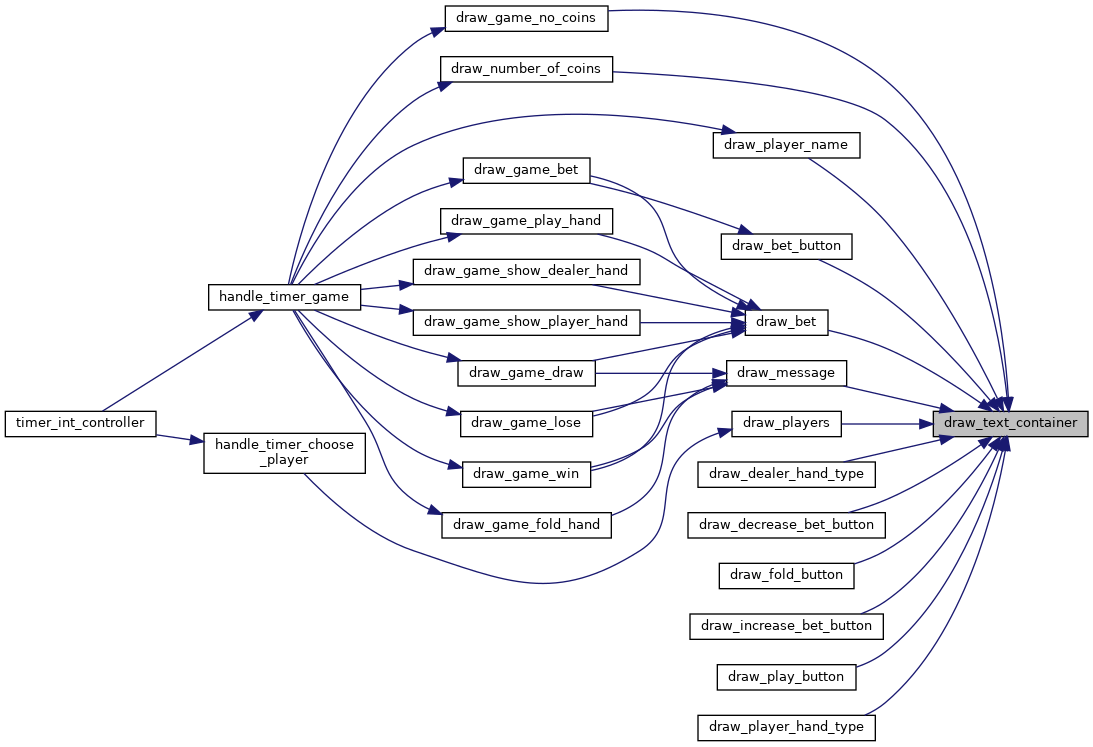 draw_game_no_coins
draw_number_of_coins
draw_player_name
draw_game_bet
draw_game_play_hand
draw_bet_button
draw_game_show_dealer_hand
handle_timer_game
draw_game_show_player_hand
draw_bet
draw_game_draw
draw_message
timer_int_controller
draw_game_lose
draw_players
draw_text_container
handle_timer_choose
_player
draw_game_win
draw_dealer_hand_type
draw_game_fold_hand
draw_decrease_bet_button
draw_fold_button
draw_increase_bet_button
draw_play_button
draw_player_hand_type